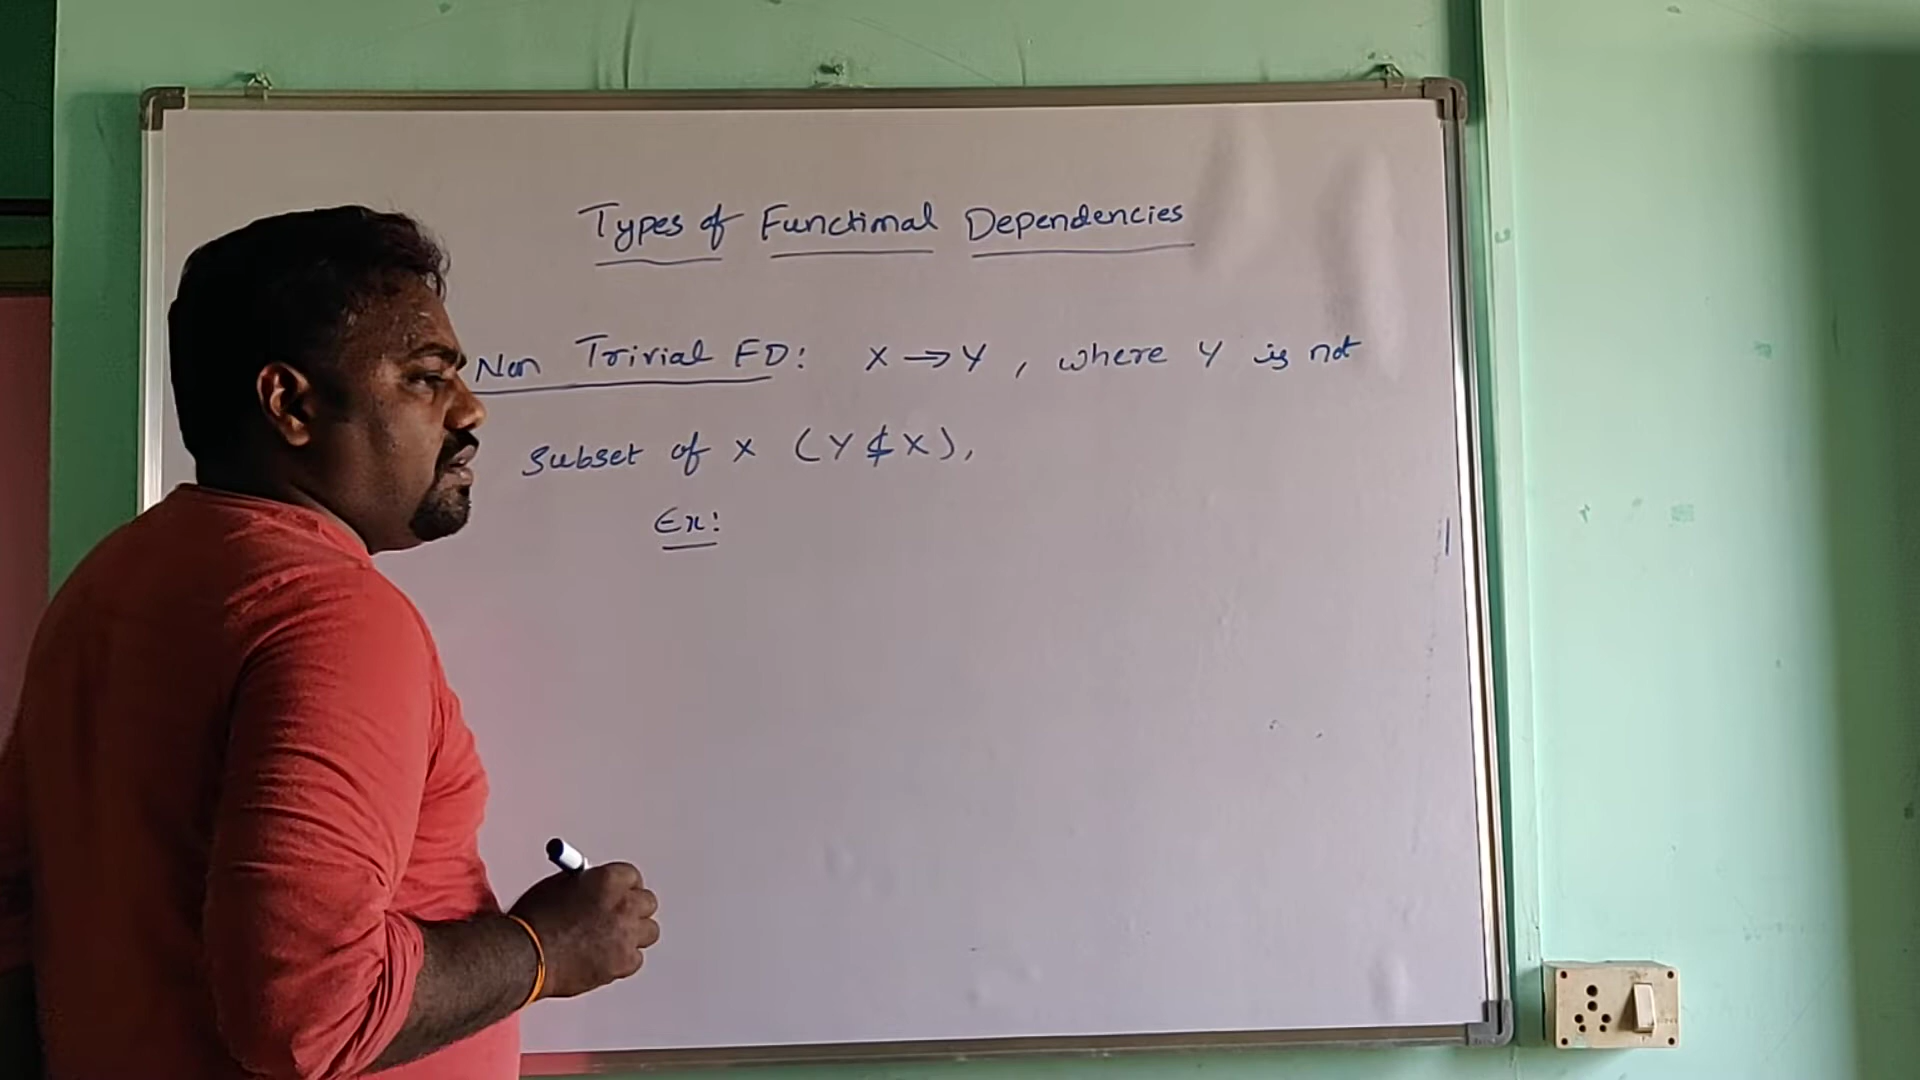 Types of Functional Dependencies
Non Trivial FD: X → Y, where Y is not
subset of X (Y ⊄ X),
Ex: